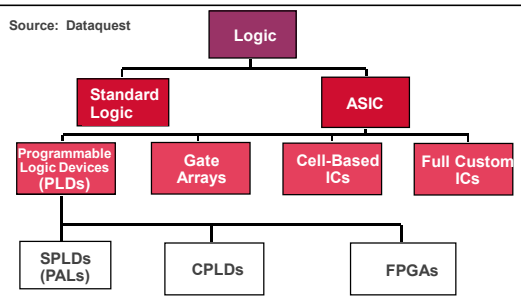 Source: Dataquest
Logic
Standard
Logic
ASIC
Programmable
Logic Devices
(PLDs)
Gate
Arrays
Cell-Based
ICs
Full Custom
ICs
SPLDs
(PALs)
CPLDs
FPGAs